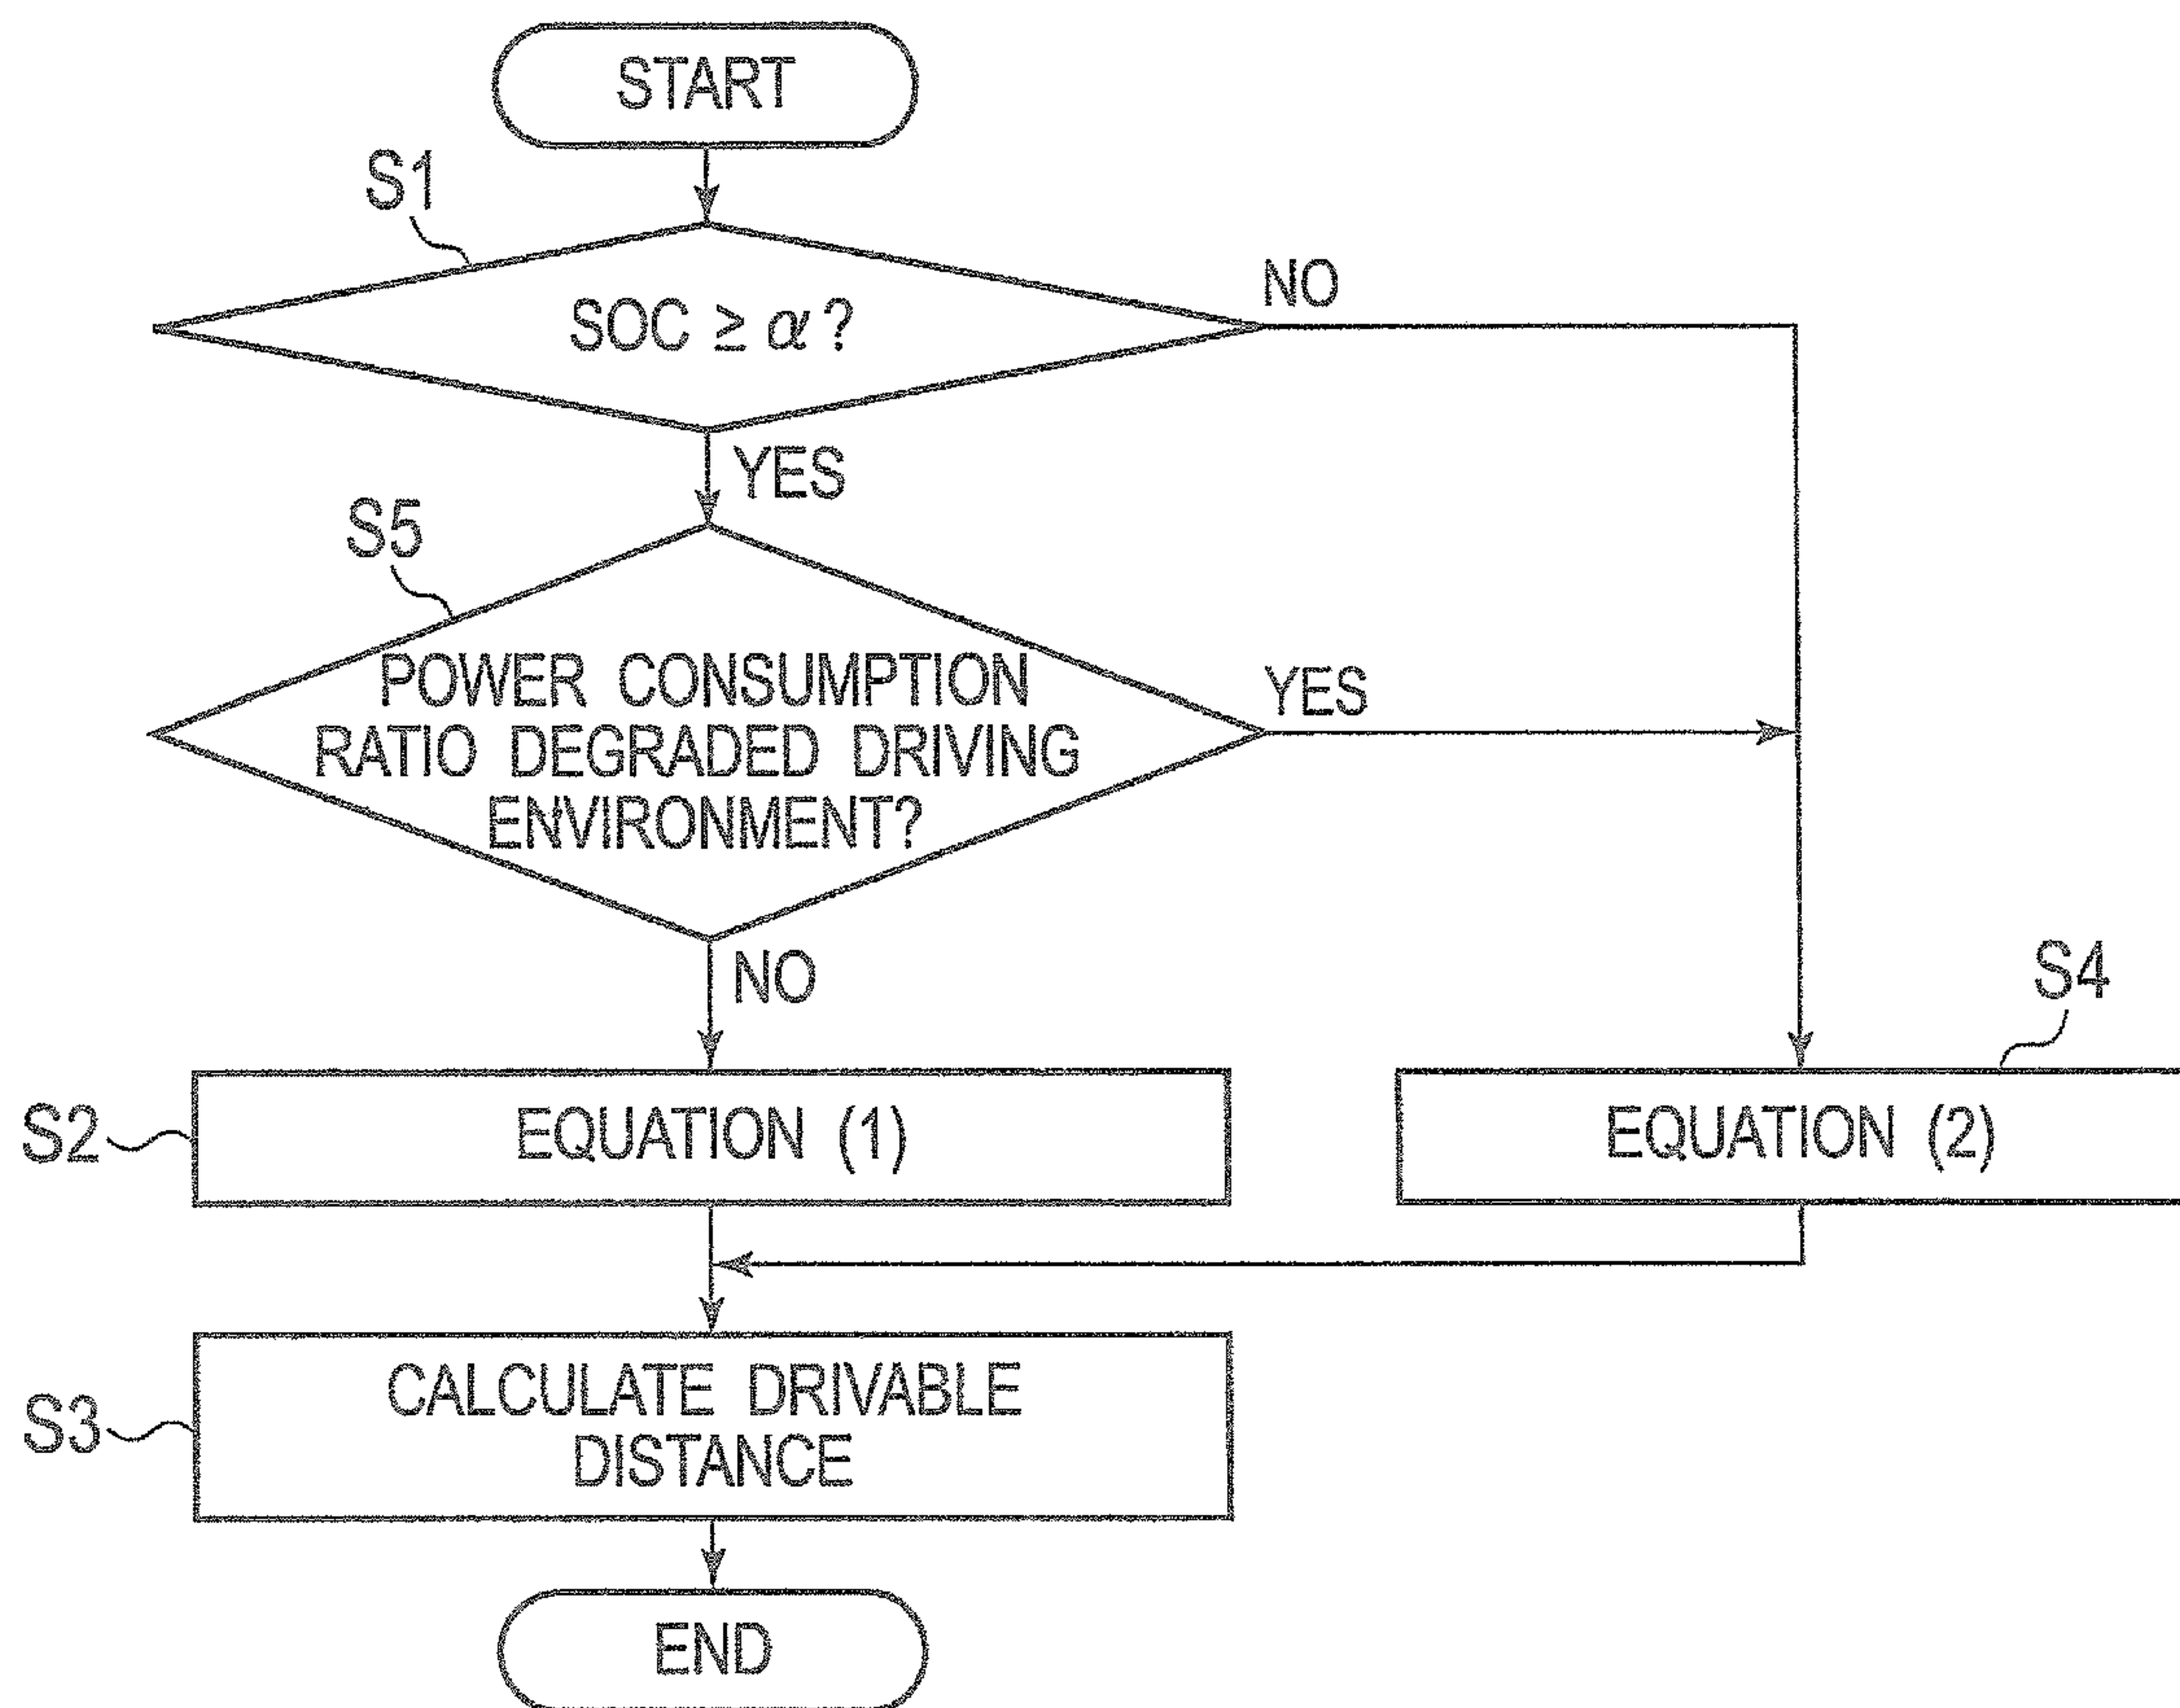 START
S1
SOC ≥ α ?
NO
YES
S5
POWER CONSUMPTION
RATIO DEGRADED DRIVING
ENVIRONMENT?
YES
NO
S4
S2
EQUATION (1)
EQUATION (2)
S3
CALCULATE DRIVABLE
DISTANCE
END